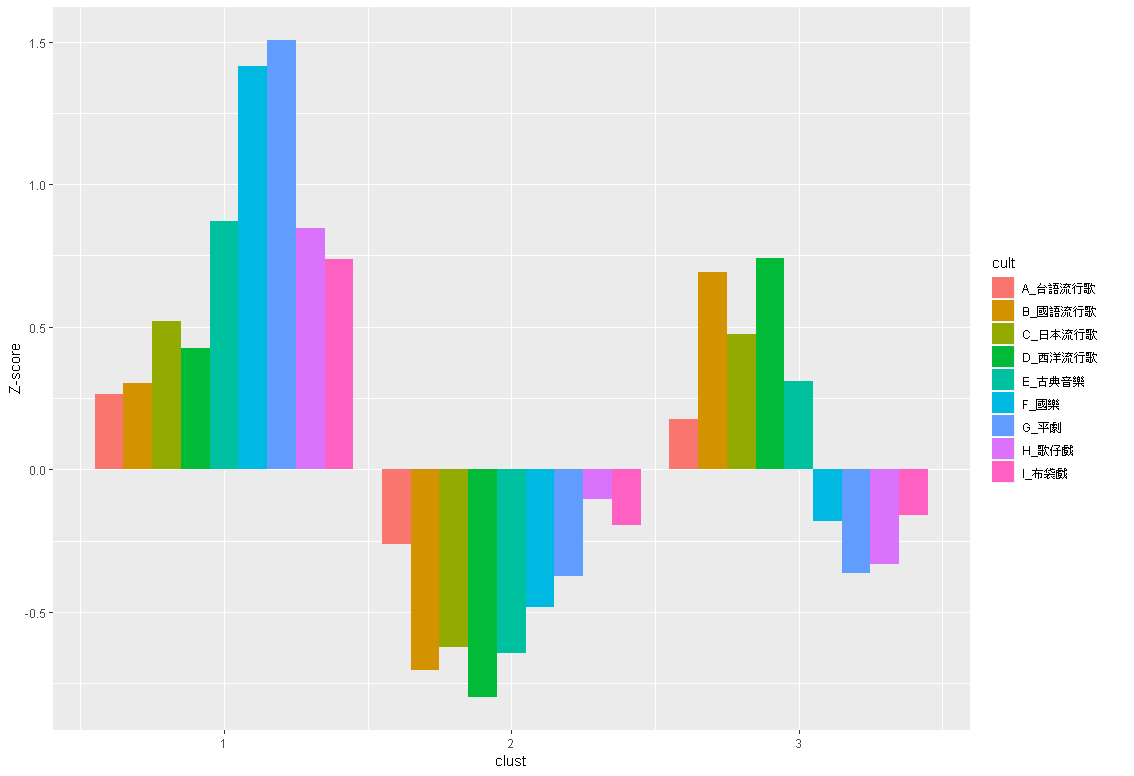 1.5
1.0
0.5
0.0
-0.5
Z-score
1
2
3
clust
cult
A_台語流行歌
B_國語流行歌
C_日本流行歌
D_西洋流行歌
E_古典音樂
F_國樂
G_平劇
H_歌仔戲
I_布袋戲